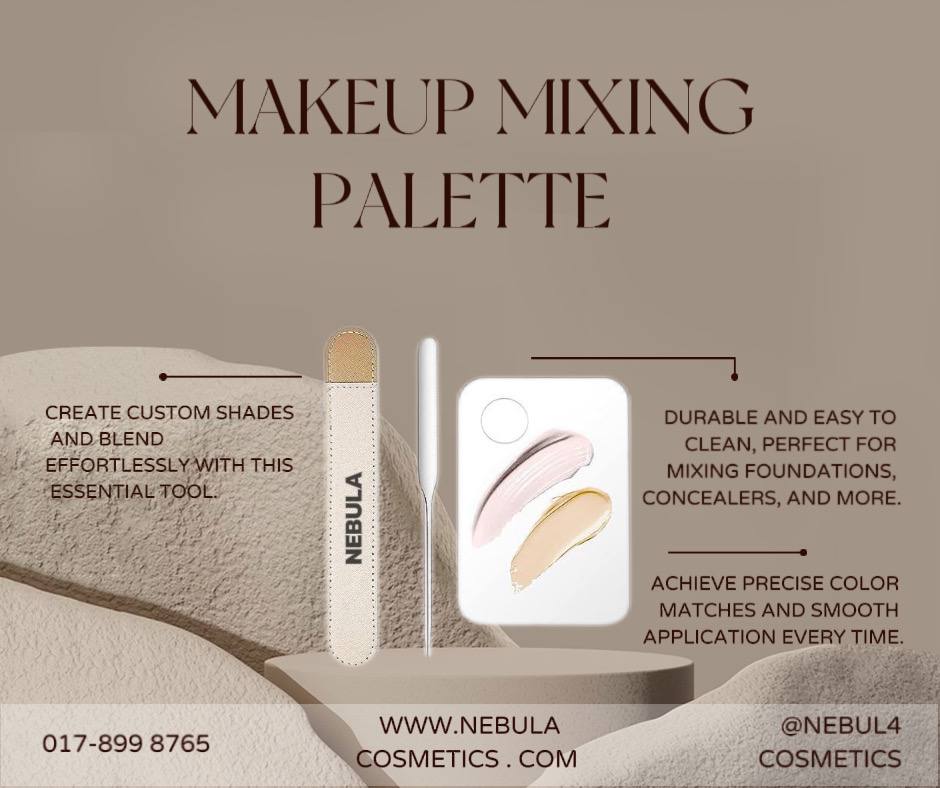 MAKEUP MIXING
PALETTE
CREATE CUSTOM SHADES
AND BLEND
EFFORTLESSLY WITH THIS
ESSENTIAL TOOL.
NEBULA
DURABLE AND EASY TO
CLEAN, PERFECT FOR
MIXING FOUNDATIONS,
CONCEALERS, AND MORE.
ACHIEVE PRECISE COLOR
MATCHES AND SMOOTH
APPLICATION EVERY TIME.
017-899 8765
WWW.NEBULA
COSMETICS . COM
@NEBUL4
COSMETICS